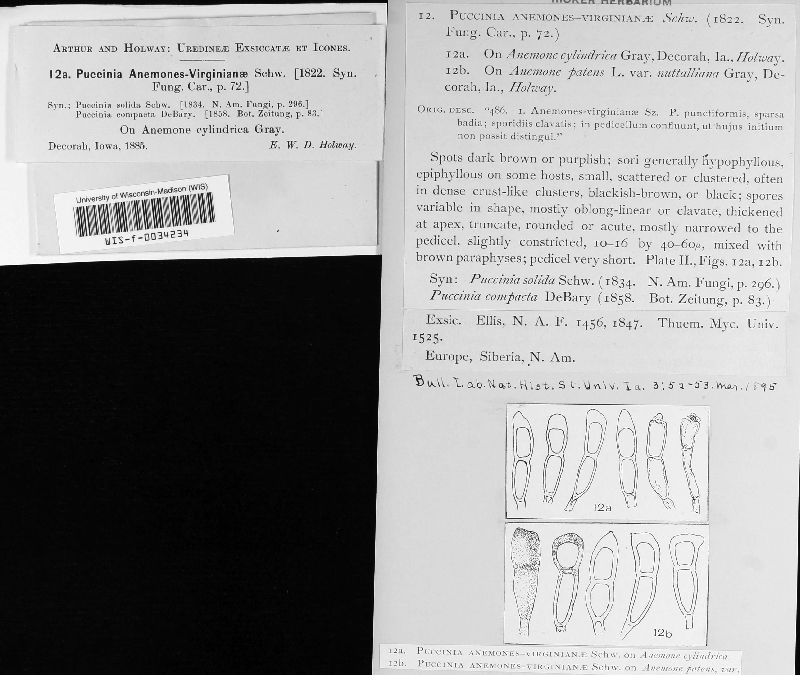 Arthur and Holway: Uredineæ Exsiccatæ et Icones.
12a. Puccinia Anemones-Virginianæ Schw. [1822. Syn.
Fung. Car., p. 72.]
Syn.; Puccinia solida Schw. [1834. N. Am. Fungi, p. 296.]
Puccinia compacta DeBary. [1858. Bot. Zeitung, p. 83.]
On Anemone cylindrica Gray.
Decorah, Iowa, 1885. E. W. D. Holway.
University of Wisconsin-Madison (WIS)
WIS-f-0034234
HERBARIUM
12. Puccinia anemones-virginianæ Schw. (1822. Syn.
Fung. Car., p. 72.)
12a. On Anemone cylindrica Gray, Decorah, Ia., Holway.
12b. On Anemone patens L. var. nuttalliana Gray, De-
corah, Ia., Holway.
Orig. desc. "486. 1. Anemones-virginianæ Sz. P. punctiformis, sparsa
badia; sporidiis clavatis; in pedicellum confluunt, ut hujus initium
non possit distingui."
Spots dark brown or purplish; sori generally hypophyllous,
epiphyllous on some hosts, small, scattered or clustered, often
in dense crust-like clusters, blackish-brown, or black; spores
variable in shape, mostly oblong-linear or clavate, thickened
at apex, truncate, rounded or acute, mostly narrowed to the
pedicel, slightly constricted, 10-16 by 40-60µ, mixed with
brown paraphyses; pedicel very short. Plate II., Figs. 12a, 12b.
Syn: Puccinia solida Schw. (1834. N. Am. Fungi, p. 296.)
Puccinia compacta DeBary (1858. Bot. Zeitung, p. 83.)
Exsic. Ellis, N. A. F. 1456, 1847. Thuem. Myc. Univ.
1525.
Europe, Siberia, N. Am.
Bull. Lab. Nat. Hist. St. Univ. Ia. 3:52-53. Mar. 1895
12a
12b
12a. Puccinia anemones-virginianæ Schw. on Anemone cylindrica
12b. Puccinia anemones-virginianæ Schw. on Anemone patens, var.